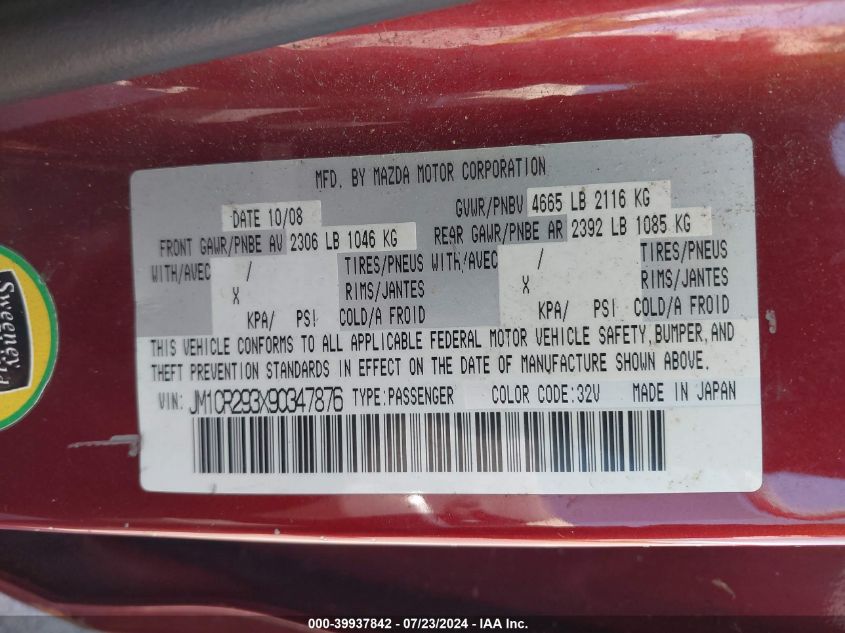 MFD. BY MAZDA MOTOR CORPORATION
DATE 10/08 GVWR/PNBV 4665 LB 2116 KG
FRONT GAWR/PNBE AV 2306 LB 1046 KG REAR GAWR/PNBE AR 2392 LB 1085 KG
WITH/AVEC / TIRES/PNEUS WITH/AVEC / TIRES/PNEUS
X RIMS/JANTES X RIMS/JANTES
KPA/ PSI COLD/A FROID KPA/ PSI COLD/A FROID
THIS VEHICLE CONFORMS TO ALL APPLICABLE FEDERAL MOTOR VEHICLE SAFETY, BUMPER, AND
THEFT PREVENTION STANDARDS IN EFFECT ON THE DATE OF MANUFACTURE SHOWN ABOVE.
VIN: JM1CR293X90347876 TYPE:PASSENGER COLOR CODE:32V MADE IN JAPAN
Sweeney
000-39937842 - 07/23/2024 - IAA Inc.